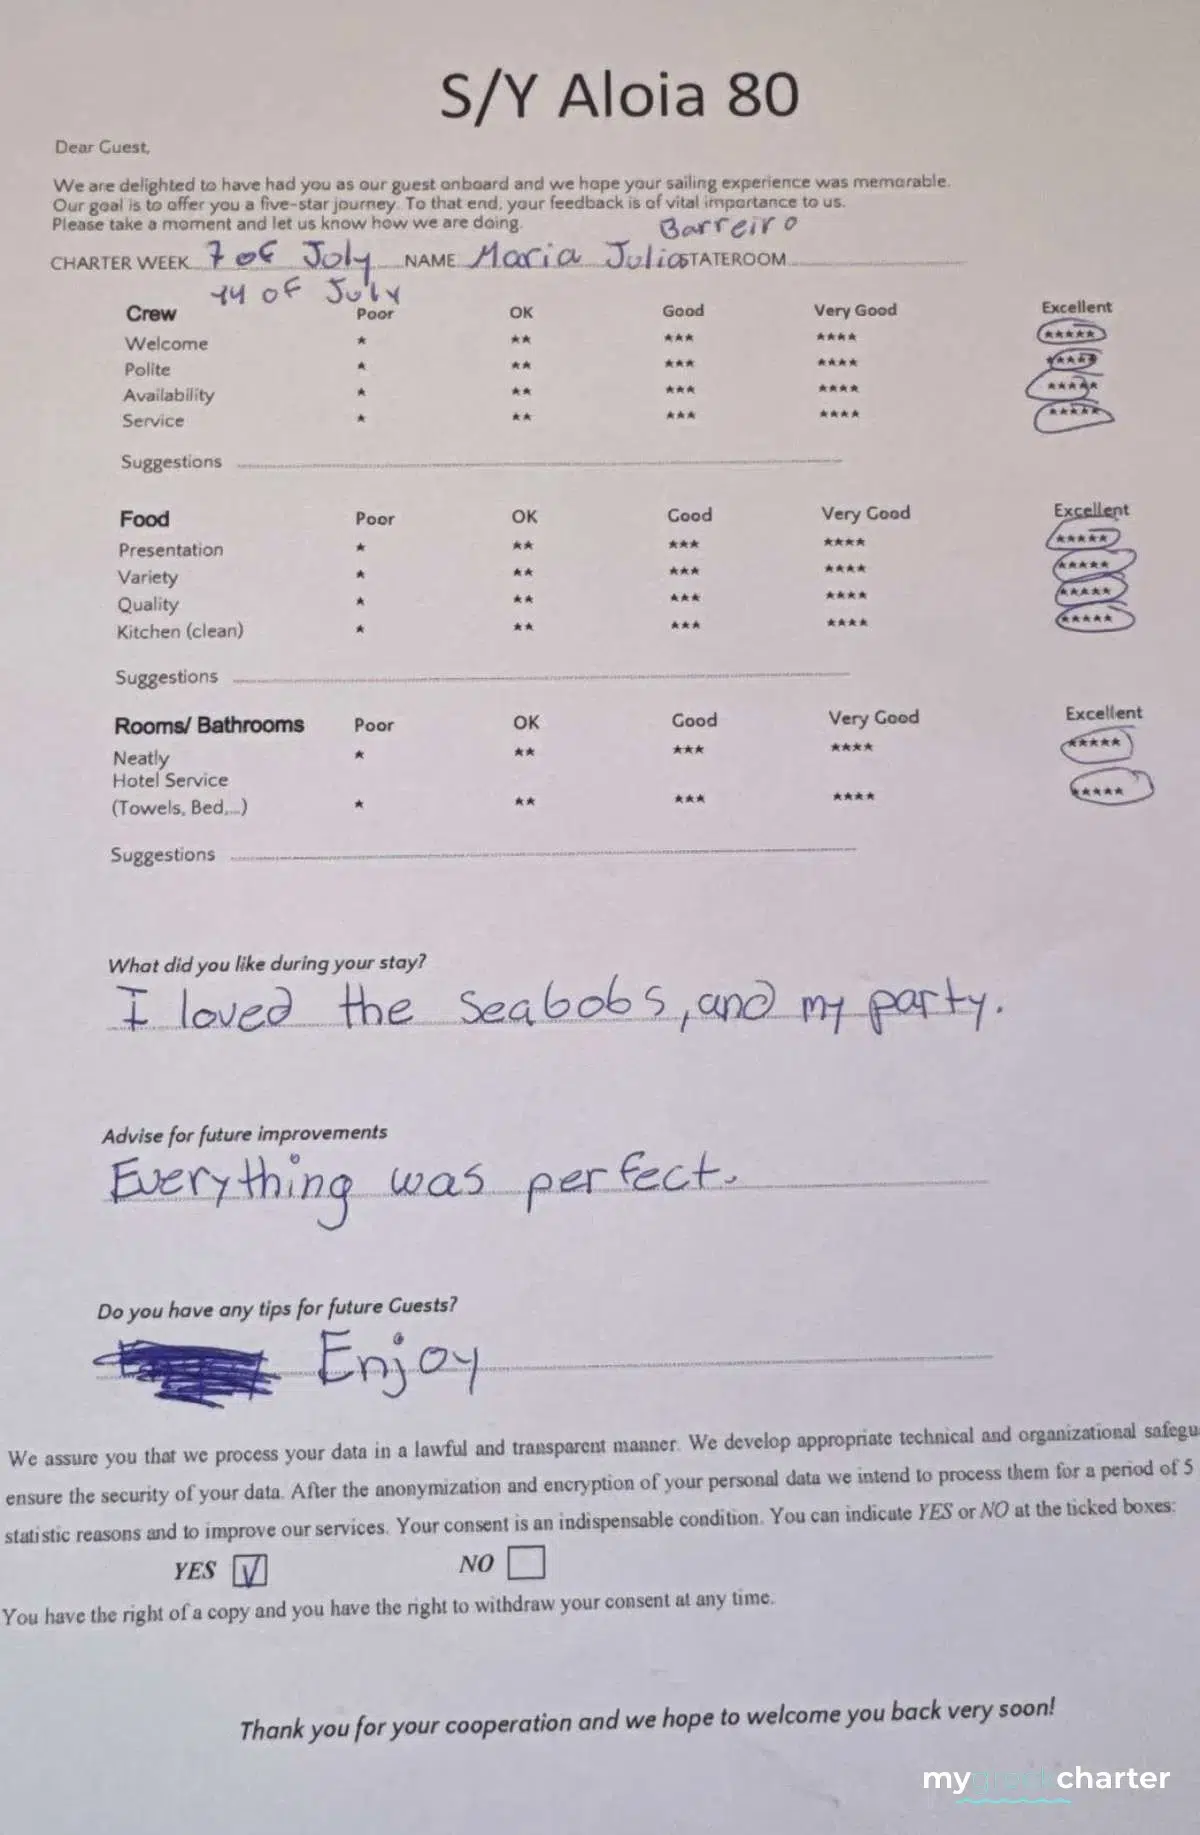 S/Y Aloia 80
Dear Guest,
We are delighted to have had you as our guest onboard and we hope your sailing experience was memorable.
Our goal is to offer you a five-star journey. To that end, your feedback is of vital importance to us.
Please take a moment and let us know how we are doing.
Barreiro
CHARTER WEEK 7 of July NAME Maria Julia STATEROOM
14 of July
Crew Poor OK Good Very Good Excellent
Welcome * ** *** **** *****
Polite * ** *** **** *****
Availability * ** *** **** *****
Service * ** *** **** *****
Suggestions
Food Poor OK Good Very Good Excellent
Presentation * ** *** **** *****
Variety * ** *** **** *****
Quality * ** *** **** *****
Kitchen (clean) * ** *** **** *****
Suggestions
Rooms/ Bathrooms Poor OK Good Very Good Excellent
Neatly * ** *** **** *****
Hotel Service
(Towels, Bed,...) * ** *** **** *****
Suggestions
What did you like during your stay?
I loved the seabobs, and my party.
Advise for future improvements
Everything was perfect.
Do you have any tips for future Guests?
Enjoy
We assure you that we process your data in a lawful and transparent manner. We develop appropriate technical and organizational safegu
ensure the security of your data. After the anonymization and encryption of your personal data we intend to process them for a period of 5
statistic reasons and to improve our services. Your consent is an indispensable condition. You can indicate YES or NO at the ticked boxes:
YES NO
You have the right of a copy and you have the right to withdraw your consent at any time.
Thank you for your cooperation and we hope to welcome you back very soon!
mygreekcharter